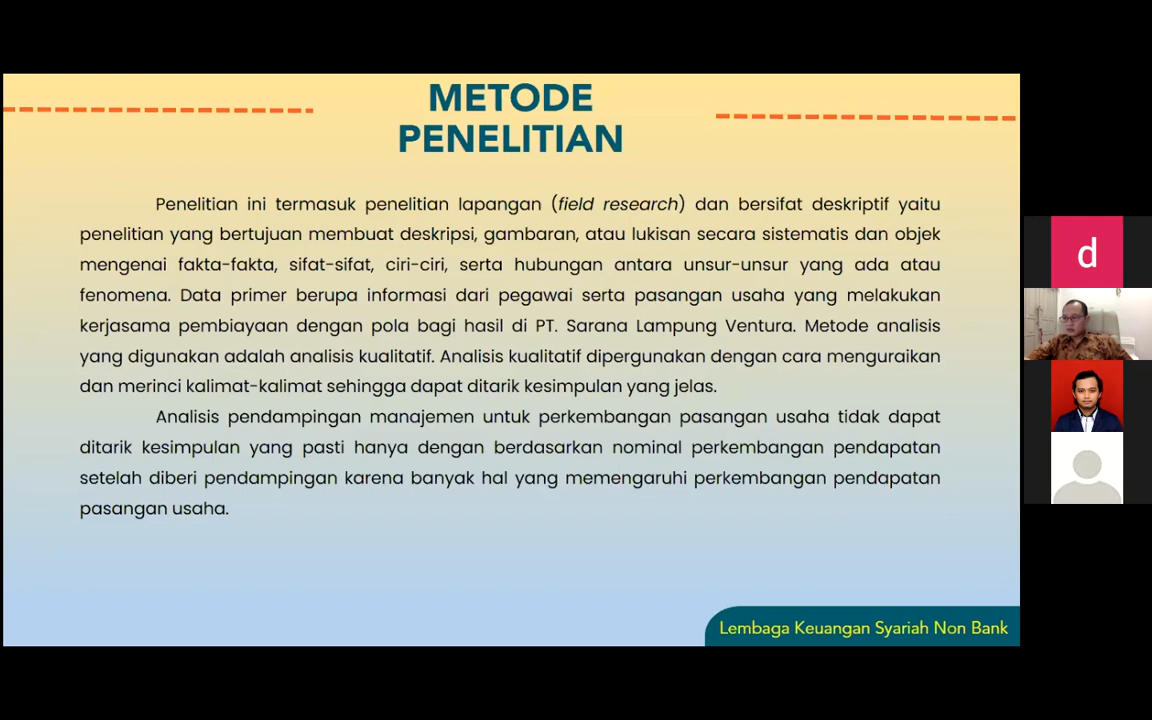 METODE
PENELITIAN
Penelitian ini termasuk penelitian lapangan (field research) dan bersifat deskriptif yaitu
penelitian yang bertujuan membuat deskripsi, gambaran, atau lukisan secara sistematis dan objek
mengenai fakta-fakta, sifat-sifat, ciri-ciri, serta hubungan antara unsur-unsur yang ada atau
fenomena. Data primer berupa informasi dari pegawai serta pasangan usaha yang melakukan
kerjasama pembiayaan dengan pola bagi hasil di PT. Sarana Lampung Ventura. Metode analisis
yang digunakan adalah analisis kualitatif. Analisis kualitatif dipergunakan dengan cara menguraikan
dan merinci kalimat-kalimat sehingga dapat ditarik kesimpulan yang jelas.
Analisis pendampingan manajemen untuk perkembangan pasangan usaha tidak dapat
ditarik kesimpulan yang pasti hanya dengan berdasarkan nominal perkembangan pendapatan
setelah diberi pendampingan karena banyak hal yang memengaruhi perkembangan pendapatan
pasangan usaha.
Lembaga Keuangan Syariah Non Bank
d